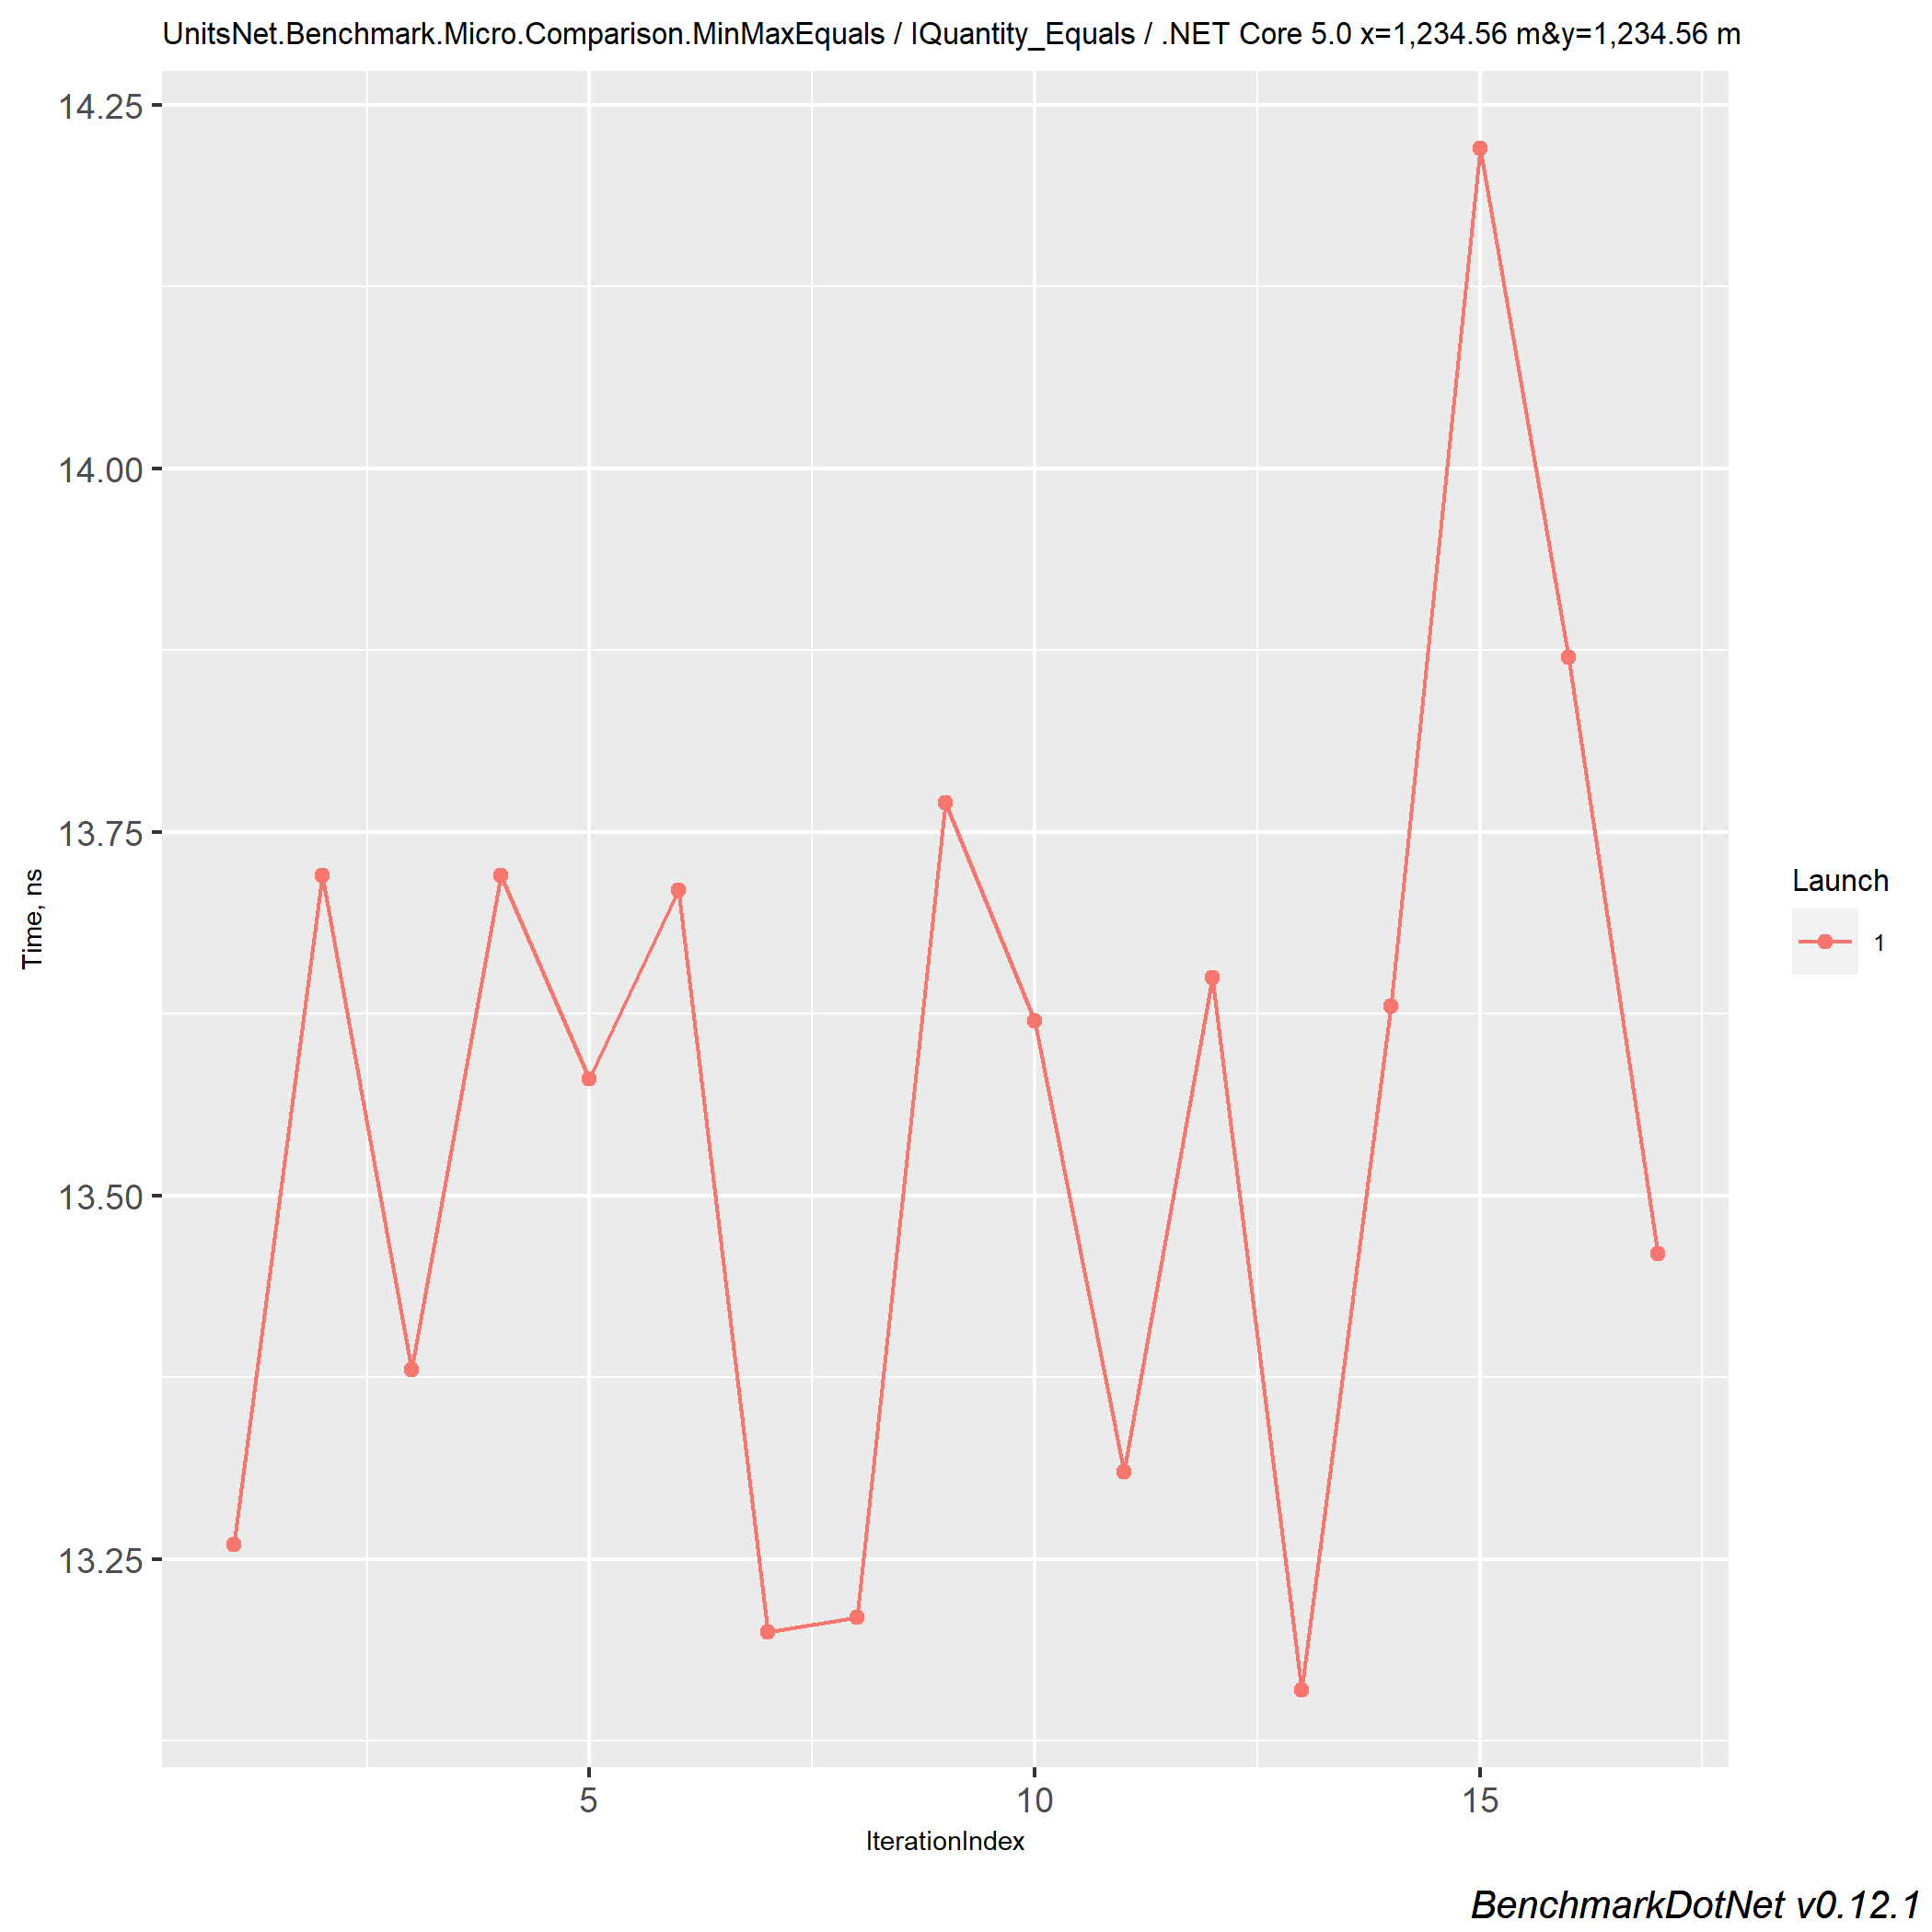 UnitsNet.Benchmark.Micro.Comparison.MinMaxEquals / IQuantity_Equals / .NET Core 5.0 x=1,234.56 m&y=1,234.56 m
14.25
14.00
13.75
13.50
13.25
Time, ns
5 10 15
IterationIndex
Launch
1
BenchmarkDotNet v0.12.1